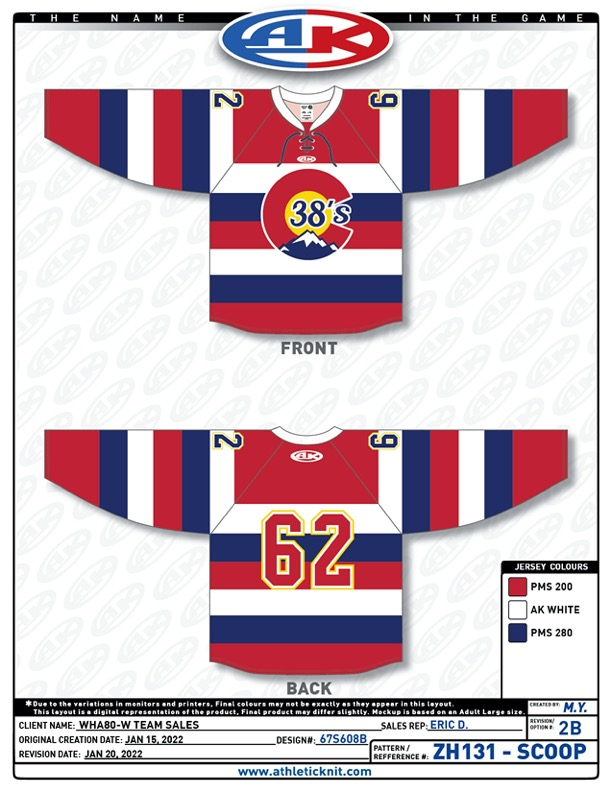 THE NAME IN THE GAME
AK
2 6
AK
38's
FRONT
2 6
AK
62
JERSEY COLOURS
PMS 200
AK WHITE
PMS 280
BACK
*Due to the variations in monitors and printers, Final colours may not be exactly as they appear in this layout.
This layout is a digital representation of the product, Final product may differ slightly. Mockup is based on an Adult Large size.
CREATED BY: M.Y.
CLIENT NAME: WHA80-W TEAM SALES SALES REP: ERIC D.
REVISION/ OPTION #: 2B
ORIGINAL CREATION DATE: JAN 15, 2022 DESIGN#: 67S608B
PATTERN / REFERENCE #: ZH131 - SCOOP
REVISION DATE: JAN 20, 2022
www.athleticknit.com